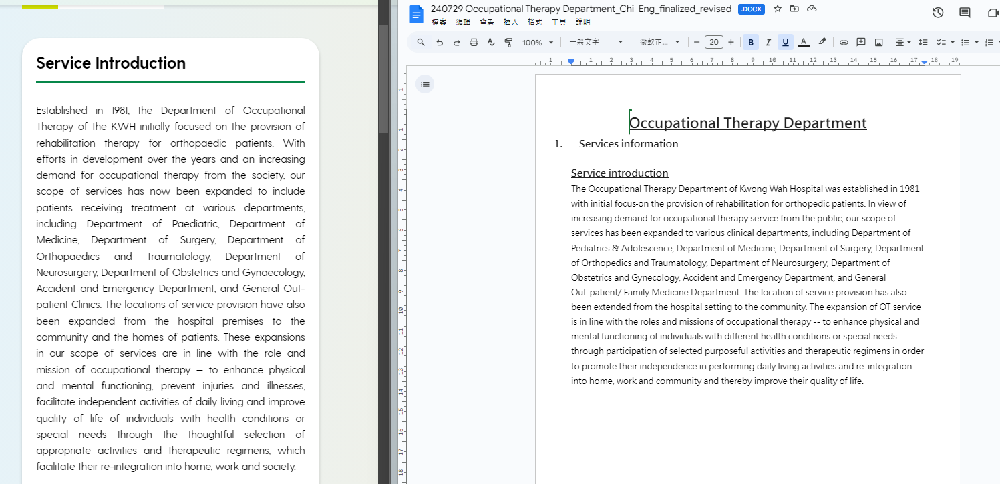 Service Introduction
Established in 1981, the Department of Occupational
Therapy of the KWH initially focused on the provision of
rehabilitation therapy for orthopaedic patients. With
efforts in development over the years and an increasing
demand for occupational therapy from the society, our
scope of services has now been expanded to include
patients receiving treatment at various departments,
including Department of Paediatric, Department of
Medicine, Department of Surgery, Department of
Orthopaedics and Traumatology, Department of
Neurosurgery, Department of Obstetrics and Gynaecology,
Accident and Emergency Department, and General Out-
patient Clinics. The locations of service provision have also
been expanded from the hospital premises to the
community and the homes of patients. These expansions
in our scope of services are in line with the role and
mission of occupational therapy – to enhance physical
and mental functioning, prevent injuries and illnesses,
facilitate independent activities of daily living and improve
quality of life of individuals with health conditions or
special needs through the thoughtful selection of
appropriate activities and therapeutic regimens, which
facilitate their re-integration into home, work and society.
240729 Occupational Therapy Department_Chi Eng_finalized_revised .DOCX
檔案 編輯 查看 插入 格式 工具 說明
100% 一般文字 微軟正... 20 B I U A
1 1 2 3 4 5 6 7 8 9 10 11 12 13 14 15 16 17 18 19
1
1
2
3
4
5
6
7
8
9
10
11
12
13
14
15
16
17
18
Occupational Therapy Department
1. Services information
Service introduction
The Occupational Therapy Department of Kwong Wah Hospital was established in 1981
with initial focus-on the provision of rehabilitation for orthopedic patients. In view of
increasing demand for occupational therapy service from the public, our scope of
services has been expanded to various clinical departments, including Department of
Pediatrics & Adolescence, Department of Medicine, Department of Surgery, Department
of Orthopedics and Traumatology, Department of Neurosurgery, Department of
Obstetrics and Gynecology, Accident and Emergency Department, and General
Out-patient/ Family Medicine Department. The location-of service provision has also
been extended from the hospital setting to the community. The expansion of OT service
is in line with the roles and missions of occupational therapy -- to enhance physical and
mental functioning of individuals with different health conditions or special needs
through participation of selected purposeful activities and therapeutic regimens in order
to promote their independence in performing daily living activities and re-integration
into home, work and community and thereby improve their quality of life.